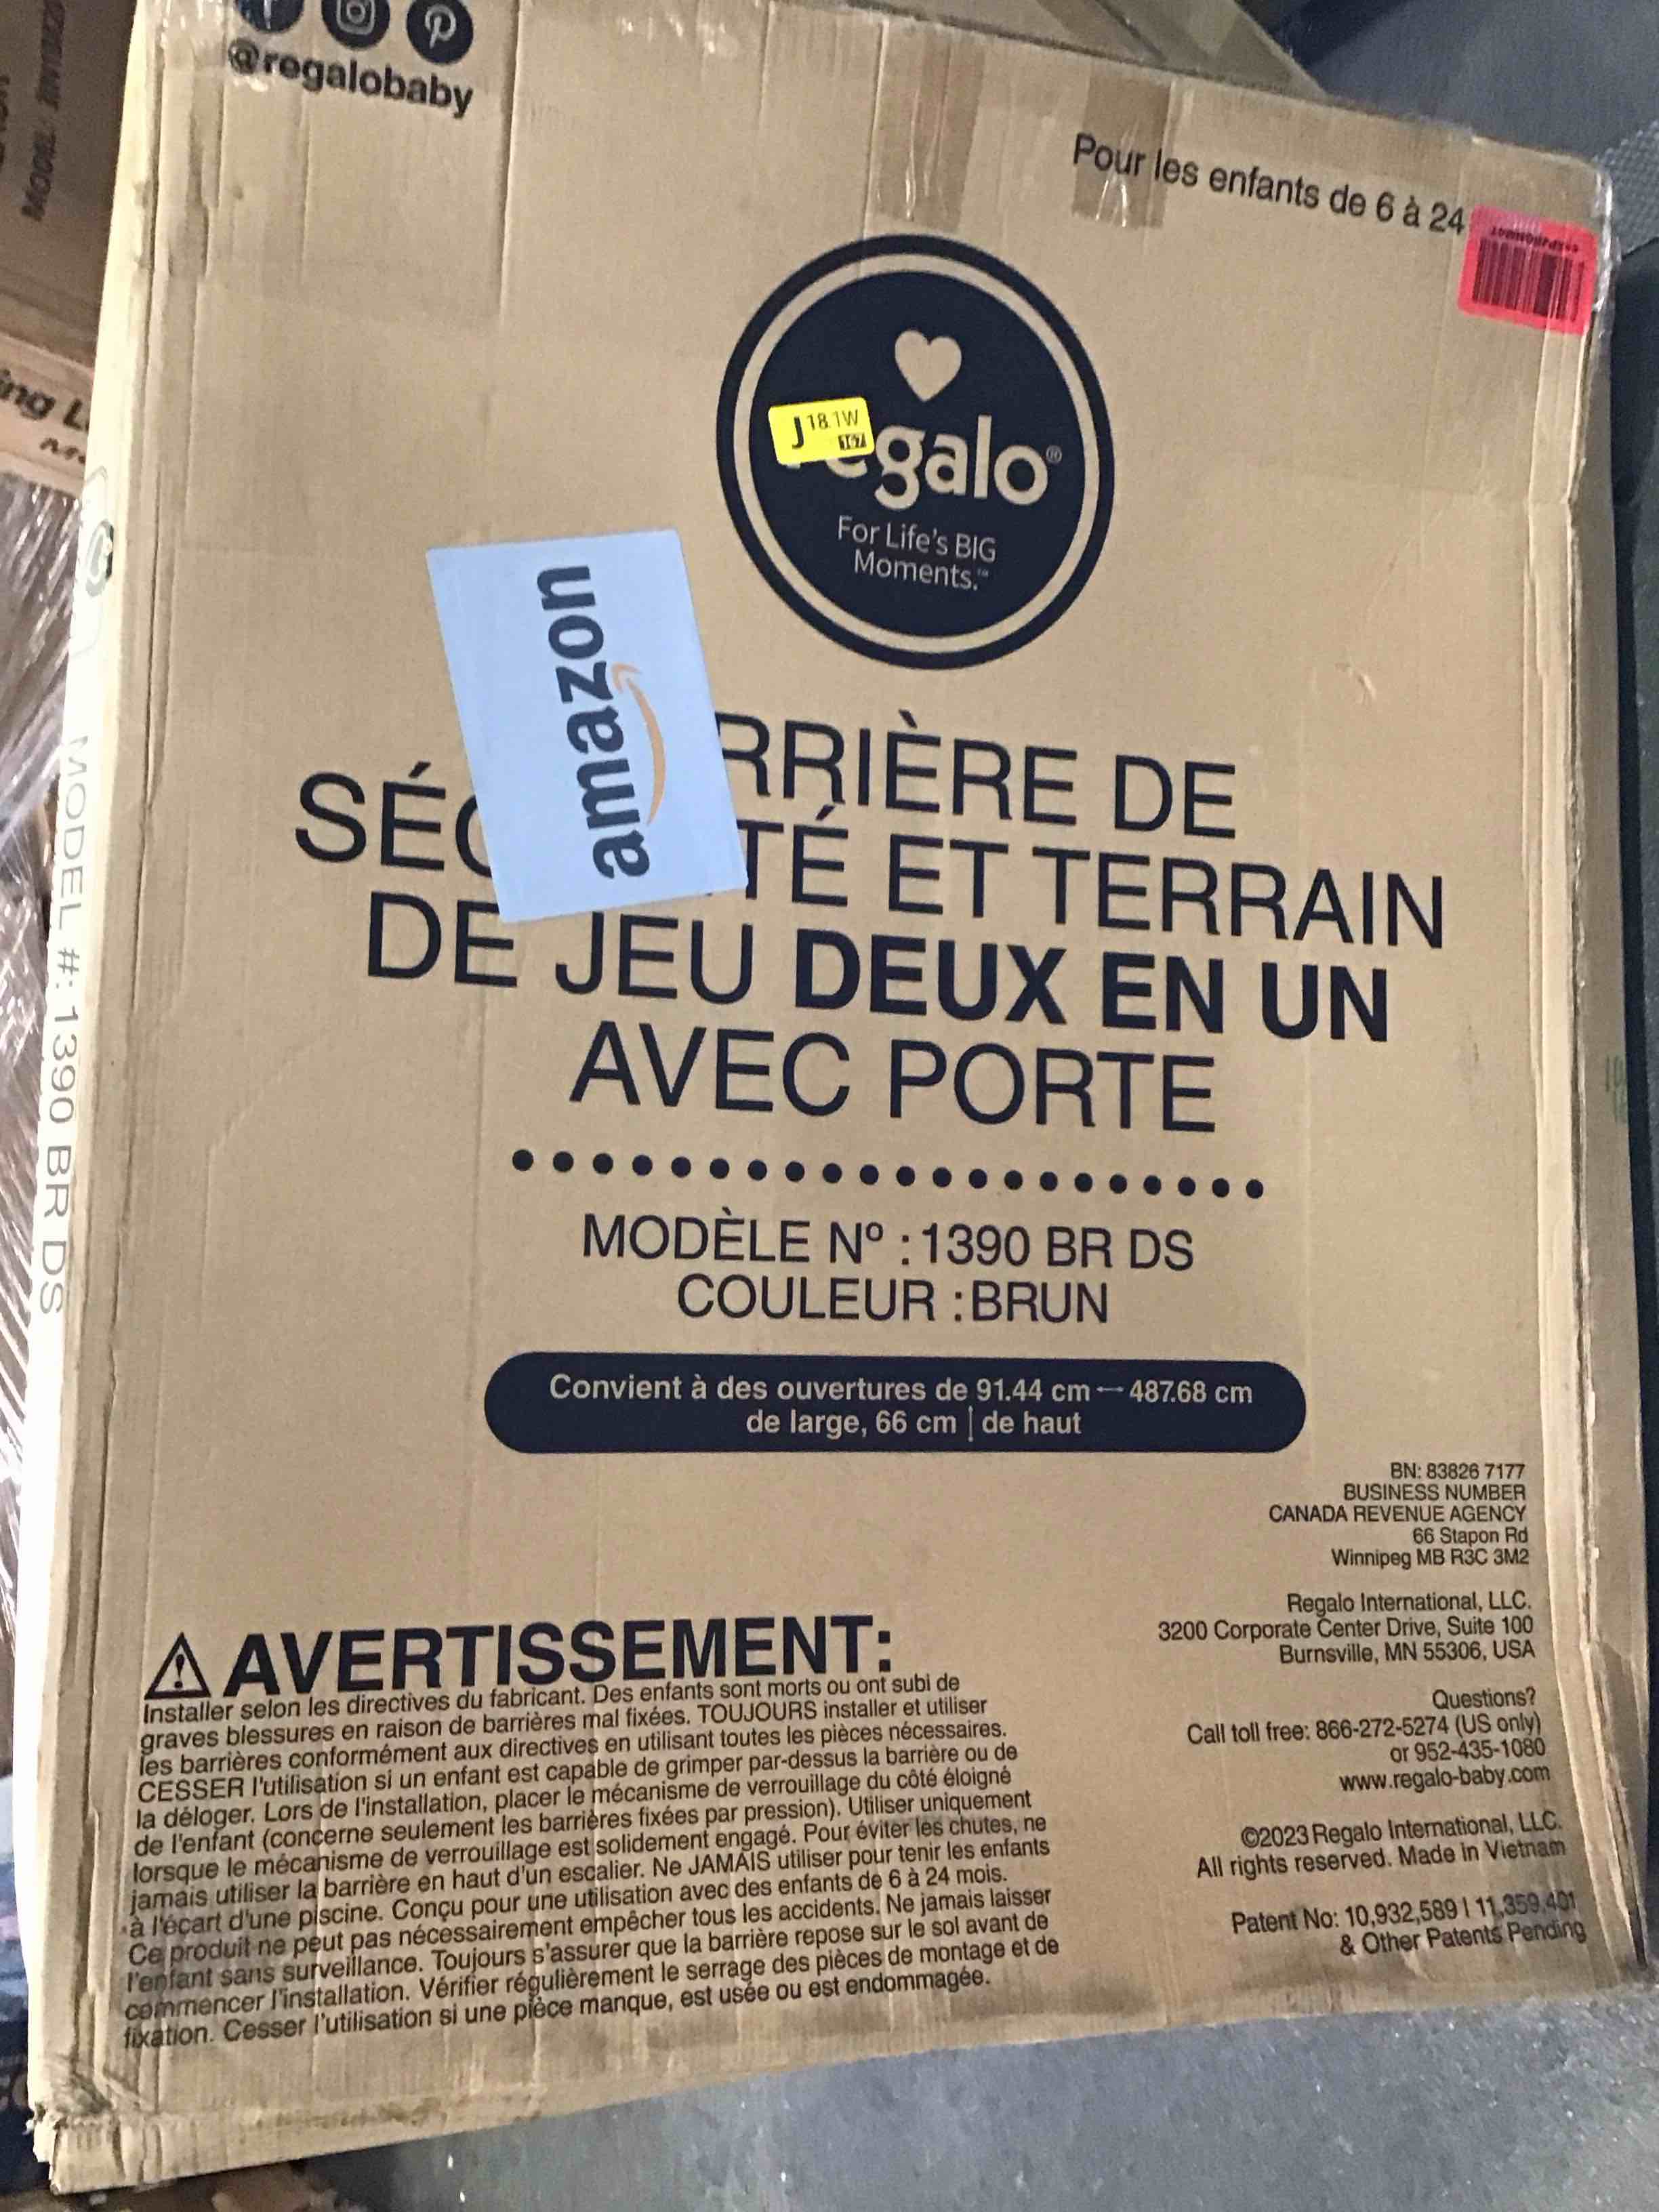 @regalobaby
Pour les enfants de 6 à 24
J 18.1W
167
egalo®
For Life's BIG
Moments.™
amazon
RRIÈRE DE
TÉ ET TERRAIN
DE JEU DEUX EN UN
AVEC PORTE
MODÈLE Nº : 1390 BR DS
COULEUR : BRUN
Convient à des ouvertures de 91.44 cm — 487.68 cm
de large, 66 cm | de haut
BN: 83826 7177
BUSINESS NUMBER
CANADA REVENUE AGENCY
66 Stapon Rd
Winnipeg MB R3C 3M2
Regalo International, LLC.
3200 Corporate Center Drive, Suite 100
Burnsville, MN 55306, USA
Questions?
Call toll free: 866-272-5274 (US only)
or 952-435-1080
www.regalo-baby.com
©2023 Regalo International, LLC.
All rights reserved. Made In Vietnam
Patent No: 10,932,589 | 11,359,401
& Other Patents Pending
AVERTISSEMENT:
Installer selon les directives du fabricant. Des enfants sont morts ou ont subi de
graves blessures en raison de barrières mal fixées. TOUJOURS installer et utiliser
les barrières conformément aux directives en utilisant toutes les pièces nécessaires.
CESSER l'utilisation si un enfant est capable de grimper par-dessus la barrière ou de
la déloger. Lors de l'installation, placer le mécanisme de verrouillage du côté éloigné
de l'enfant (concerne seulement les barrières fixées par pression). Utiliser uniquement
lorsque le mécanisme de verrouillage est solidement engagé. Pour éviter les chutes, ne
jamais utiliser la barrière en haut d'un escalier. Ne JAMAIS utiliser pour tenir les enfants
à l'écart d'une piscine. Conçu pour une utilisation avec des enfants de 6 à 24 mois.
Ce produit ne peut pas nécessairement empêcher tous les accidents. Ne jamais laisser
l'enfant sans surveillance. Toujours s'assurer que la barrière repose sur le sol avant de
commencer l'installation. Vérifier régulièrement le serrage des pièces de montage et de
fixation. Cesser l'utilisation si une pièce manque, est usée ou est endommagée.
MODEL #: 1390 BR DS